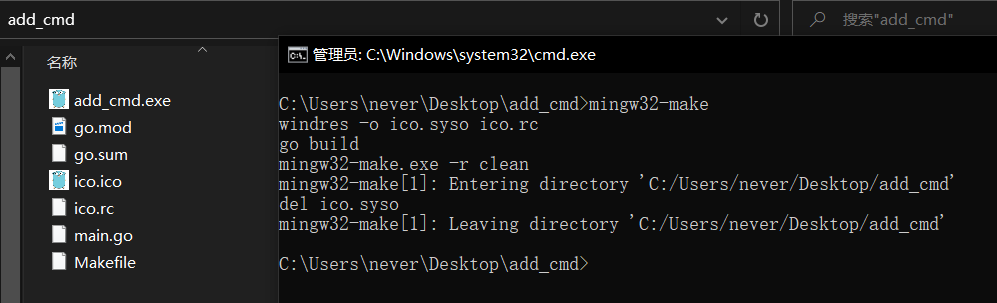 add_cmd
搜索"add_cmd"
名称
add_cmd.exe
go.mod
go.sum
ico.ico
ico.rc
main.go
Makefile
管理员: C:\Windows\system32\cmd.exe
C:\Users\never\Desktop\add_cmd>mingw32-make
windres -o ico.syso ico.rc
go build
mingw32-make.exe -r clean
mingw32-make[1]: Entering directory 'C:/Users/never/Desktop/add_cmd'
del ico.syso
mingw32-make[1]: Leaving directory 'C:/Users/never/Desktop/add_cmd'
C:\Users\never\Desktop\add_cmd>